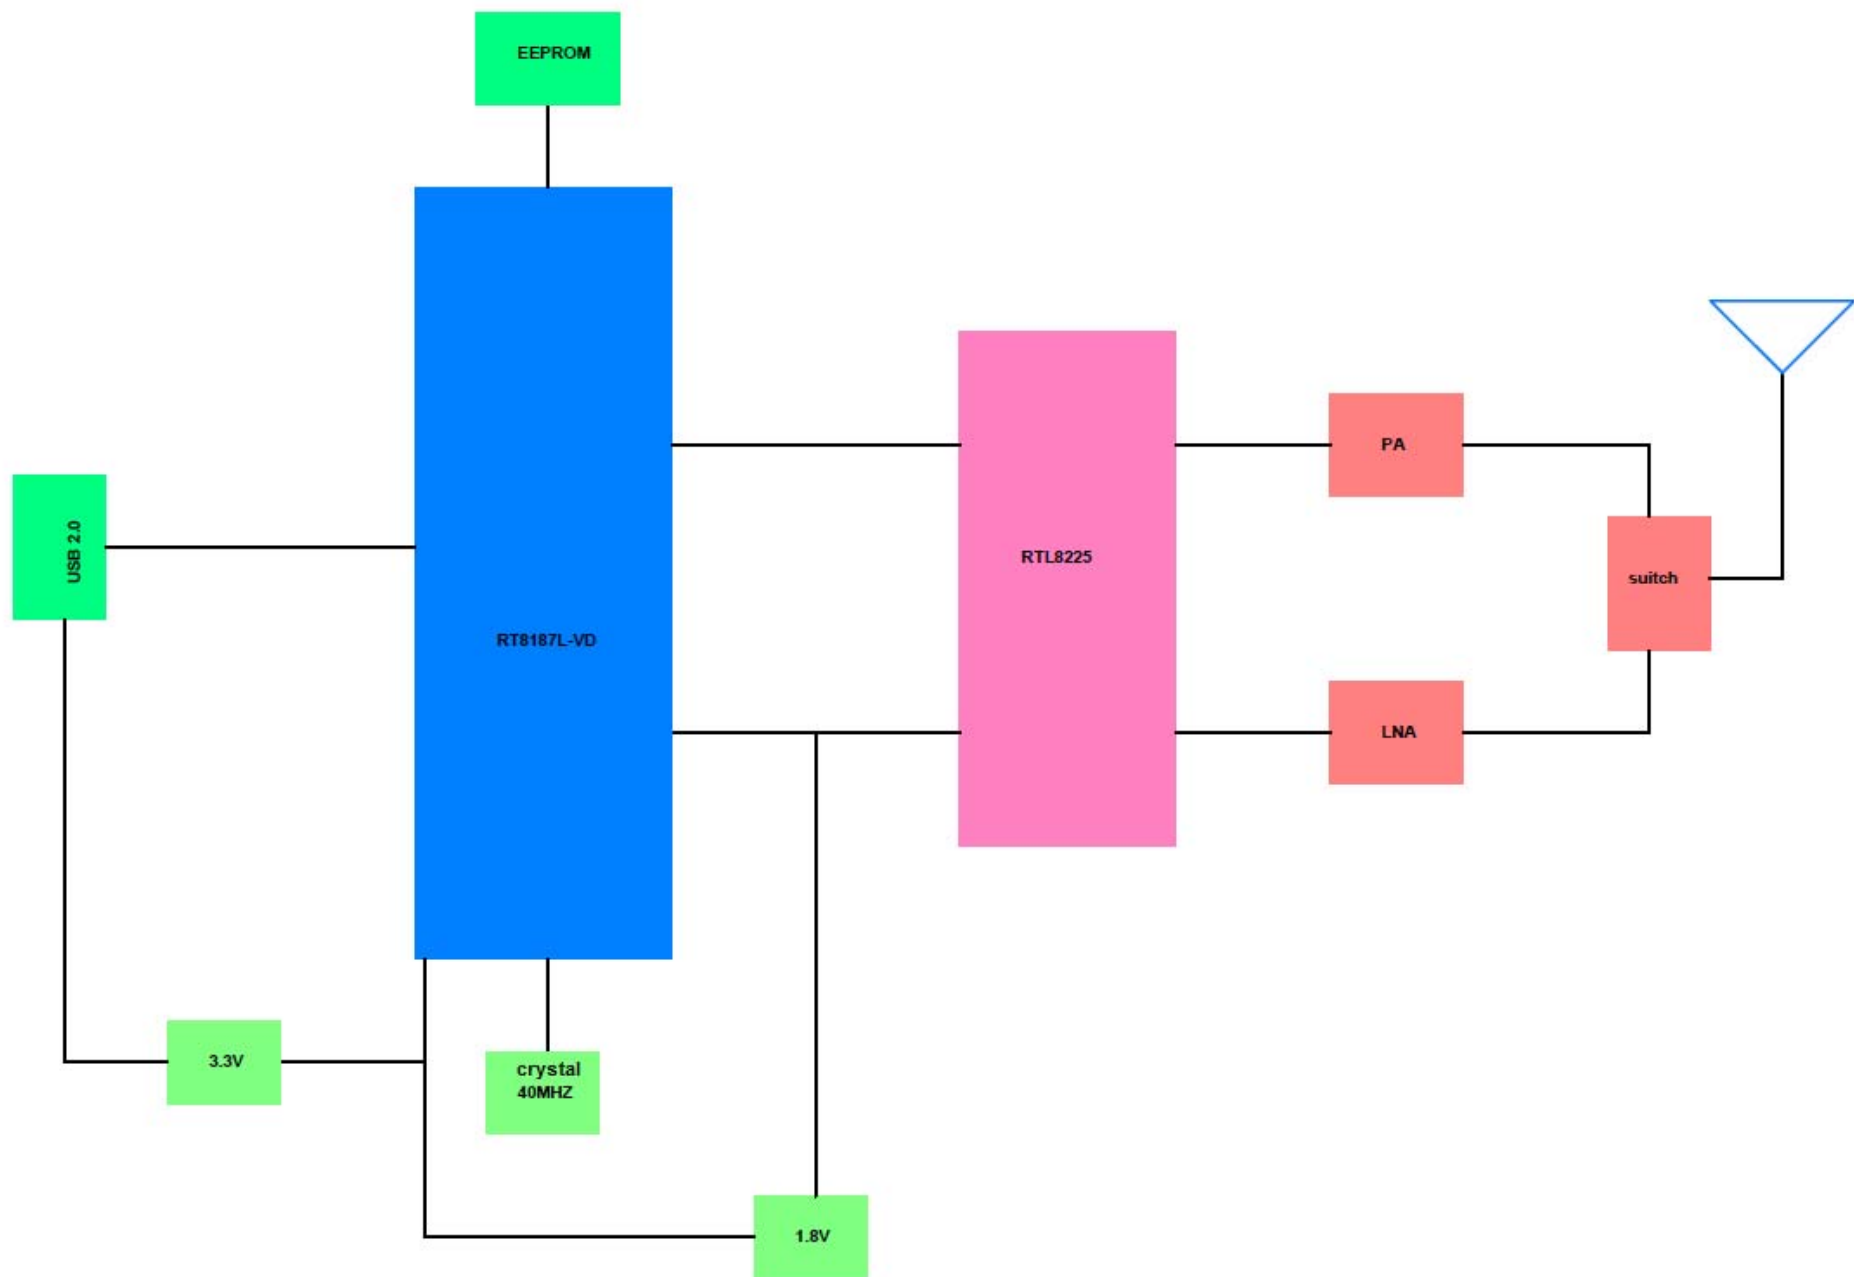 EEPROM
PA
USB 2.0
RTL8225
suitch
RT8187L-VD
LNA
3.3V
crystal
40MHZ
1.8V